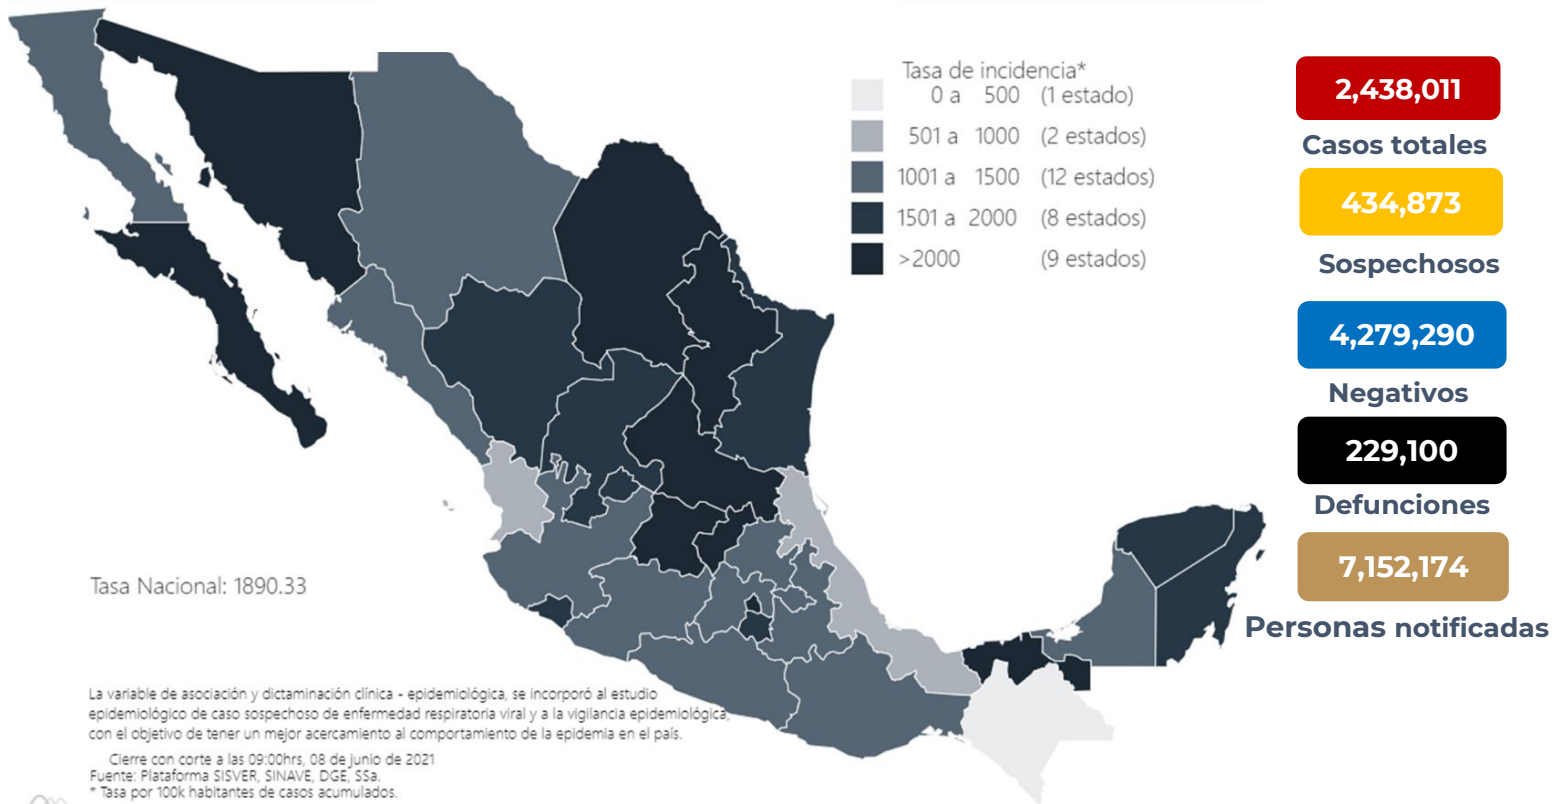 Tasa de incidencia*
0 a 500 (1 estado)
501 a 1000 (2 estados)
1001 a 1500 (12 estados)
1501 a 2000 (8 estados)
>2000 (9 estados)
2,438,011
Casos totales
434,873
Sospechosos
4,279,290
Negativos
229,100
Defunciones
7,152,174
Personas notificadas
Tasa Nacional: 1890.33
La variable de asociación y dictaminación clínica - epidemiológica, se incorporó al estudio
epidemiológico de caso sospechoso de enfermedad respiratoria viral y a la vigilancia epidemiológica,
con el objetivo de tener un mejor acercamiento al comportamiento de la epidemia en el país.
Cierre con corte a las 09:00hrs, 08 de junio de 2021
Fuente: Plataforma SISVER, SINAVE, DGE, SSa.
* Tasa por 100k habitantes de casos acumulados.